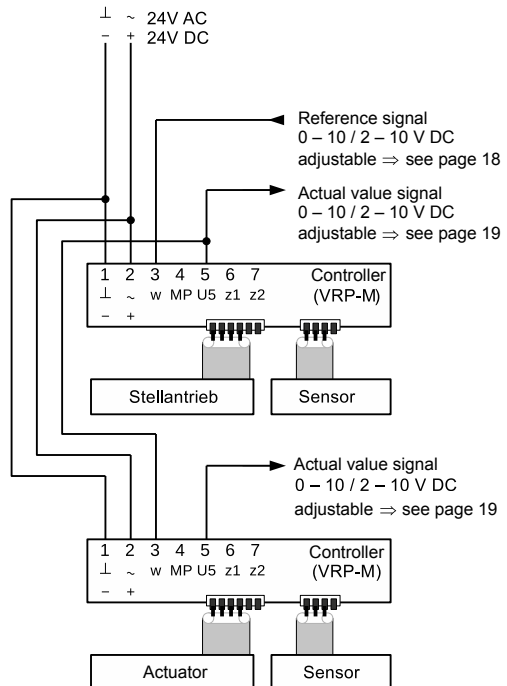 ⊥ ~ 24V AC
− + 24V DC
Reference signal
0 – 10 / 2 – 10 V DC
adjustable ⇒ see page 18
Actual value signal
0 – 10 / 2 – 10 V DC
adjustable ⇒ see page 19
1 2 3 4 5 6 7 Controller
⊥ ~ w MP U5 z1 z2 (VRP-M)
− +
Stellantrieb Sensor
Actual value signal
0 – 10 / 2 – 10 V DC
adjustable ⇒ see page 19
1 2 3 4 5 6 7 Controller
⊥ ~ w MP U5 z1 z2 (VRP-M)
− +
Actuator Sensor